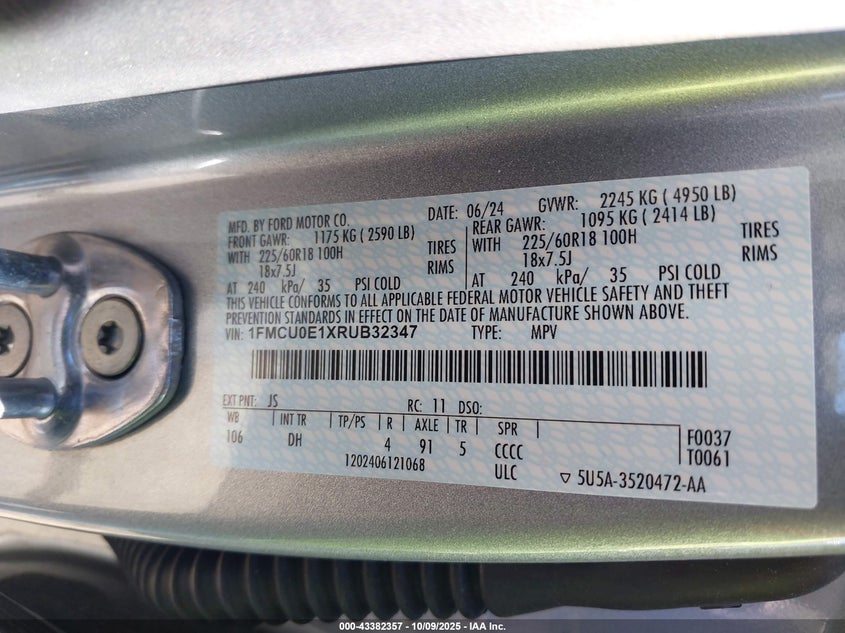 MFD. BY FORD MOTOR CO. DATE: 06/24 GVWR: 2245 KG ( 4950 LB)
FRONT GAWR: 1175 KG ( 2590 LB) REAR GAWR: 1095 KG ( 2414 LB)
WITH 225/60R18 100H TIRES WITH 225/60R18 100H TIRES
18x7.5J RIMS 18x7.5J RIMS
AT 240 kPa/ 35 PSI COLD AT 240 kPa/ 35 PSI COLD
THIS VEHICLE CONFORMS TO ALL APPLICABLE FEDERAL MOTOR VEHICLE SAFETY AND THEFT
PREVENTION STANDARDS IN EFFECT ON THE DATE OF MANUFACTURE SHOWN ABOVE.
VIN: 1FMCU0E1XRUB32347 TYPE: MPV
EXT PNT: JS RC: 11 DSO:
WB INT TR TP/PS R AXLE TR SPR
106 DH 4 91 5 CCCC F0037
1202406121068 ULC T0061
▽ 5U5A-3520472-AA
000-43382357 - 10/09/2025 - IAA Inc.